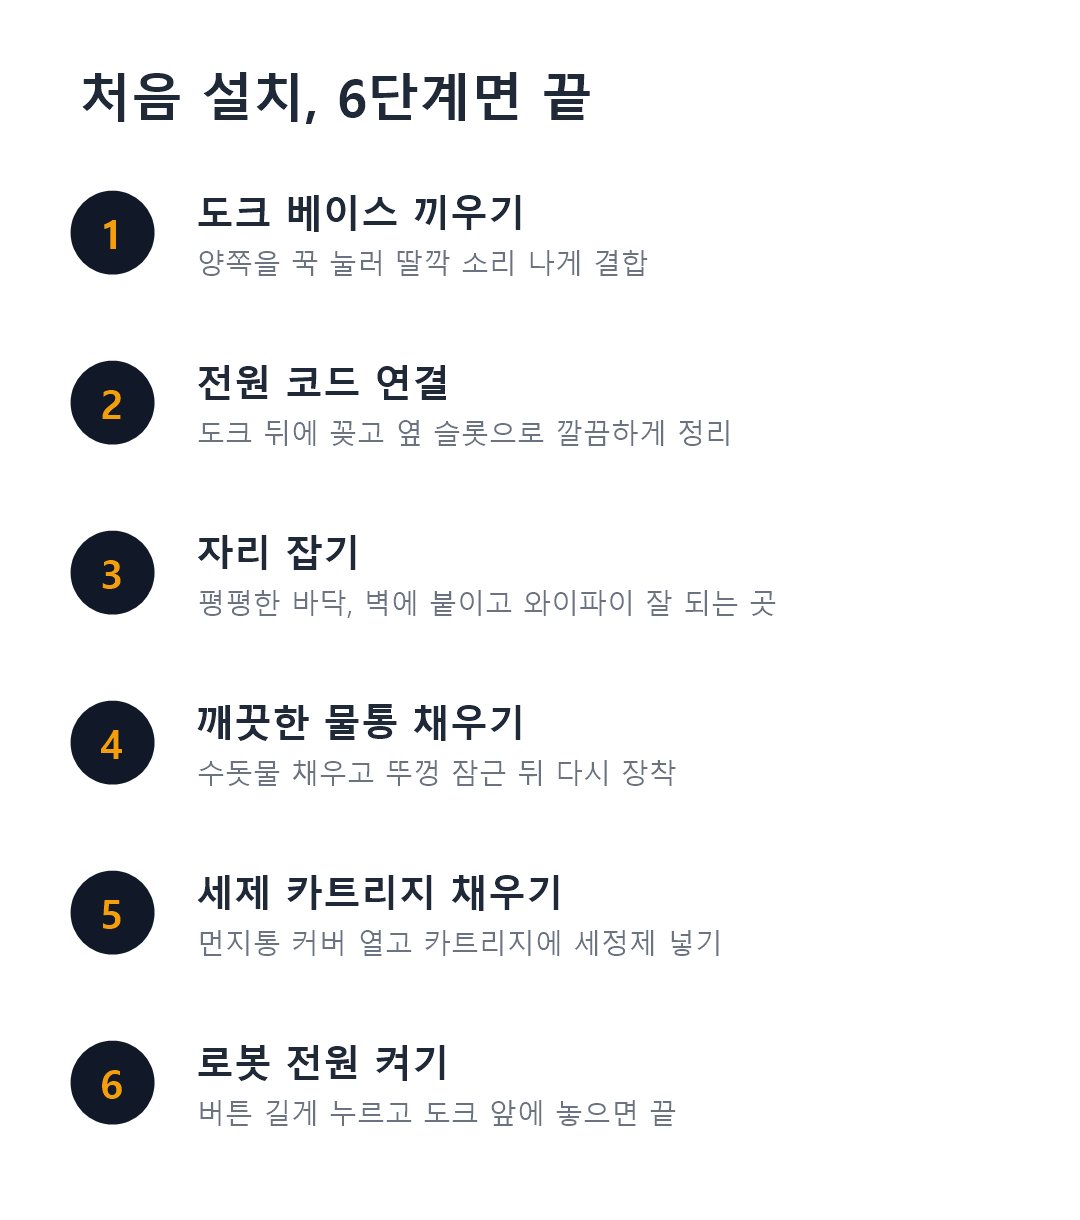 처음 설치, 6단계면 끝
1
도크 베이스 끼우기
양쪽을 꾹 눌러 딸깍 소리 나게 결합
2
전원 코드 연결
도크 뒤에 꽂고 옆 슬롯으로 깔끔하게 정리
3
자리 잡기
평평한 바닥, 벽에 붙이고 와이파이 잘 되는 곳
4
깨끗한 물통 채우기
수돗물 채우고 뚜껑 잠근 뒤 다시 장착
5
세제 카트리지 채우기
먼지통 커버 열고 카트리지에 세정제 넣기
6
로봇 전원 켜기
버튼 길게 누르고 도크 앞에 놓으면 끝